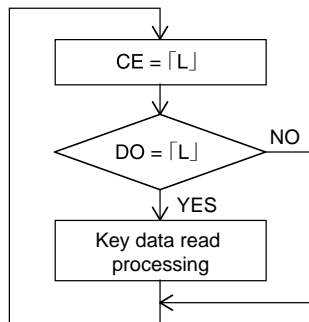 CE =「L」
DO =「L」
NO
YES
Key data read
processing